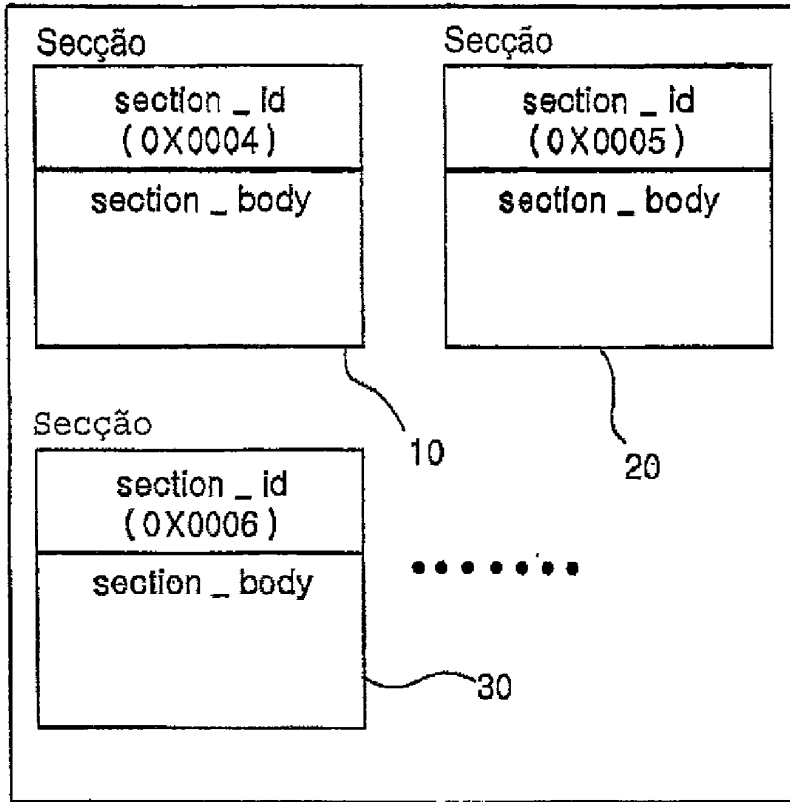 Secção
section _ id
(0X0004)
section _ body
10
Secção
section _ id
(0X0005)
section _ body
20
Secção
section _ id
(0X0006)
section _ body
30